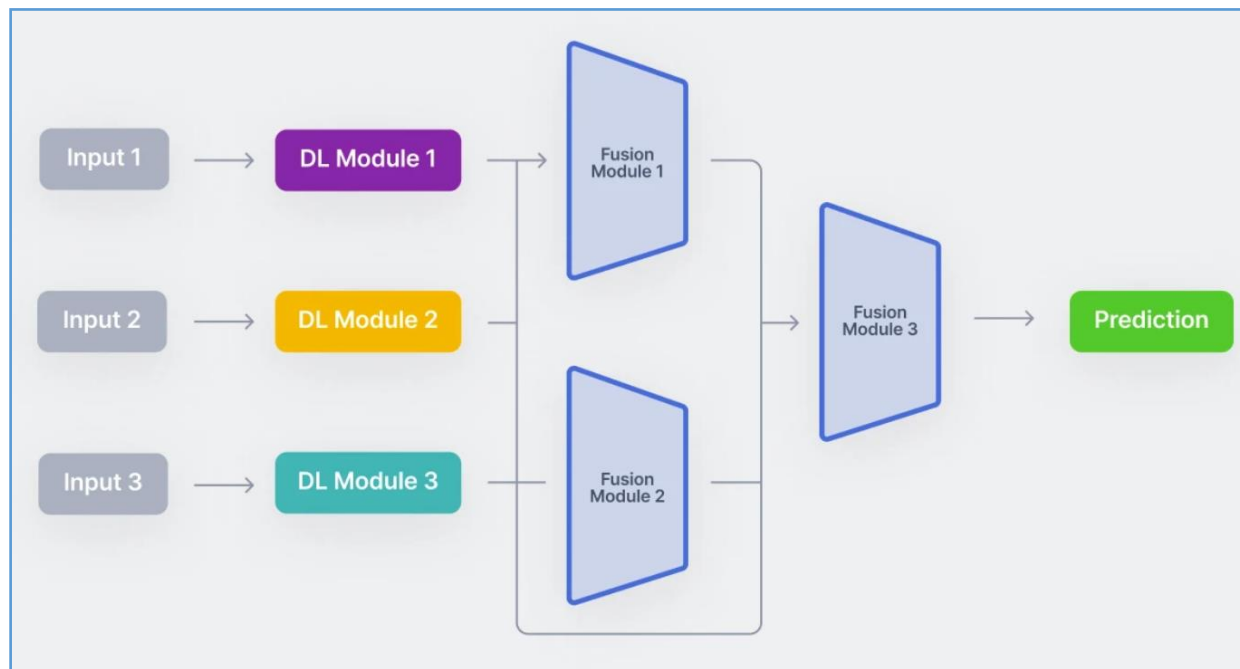 Input 1
DL Module 1
Fusion
Module 1
Input 2
DL Module 2
Fusion
Module 3
Prediction
Input 3
DL Module 3
Fusion
Module 2